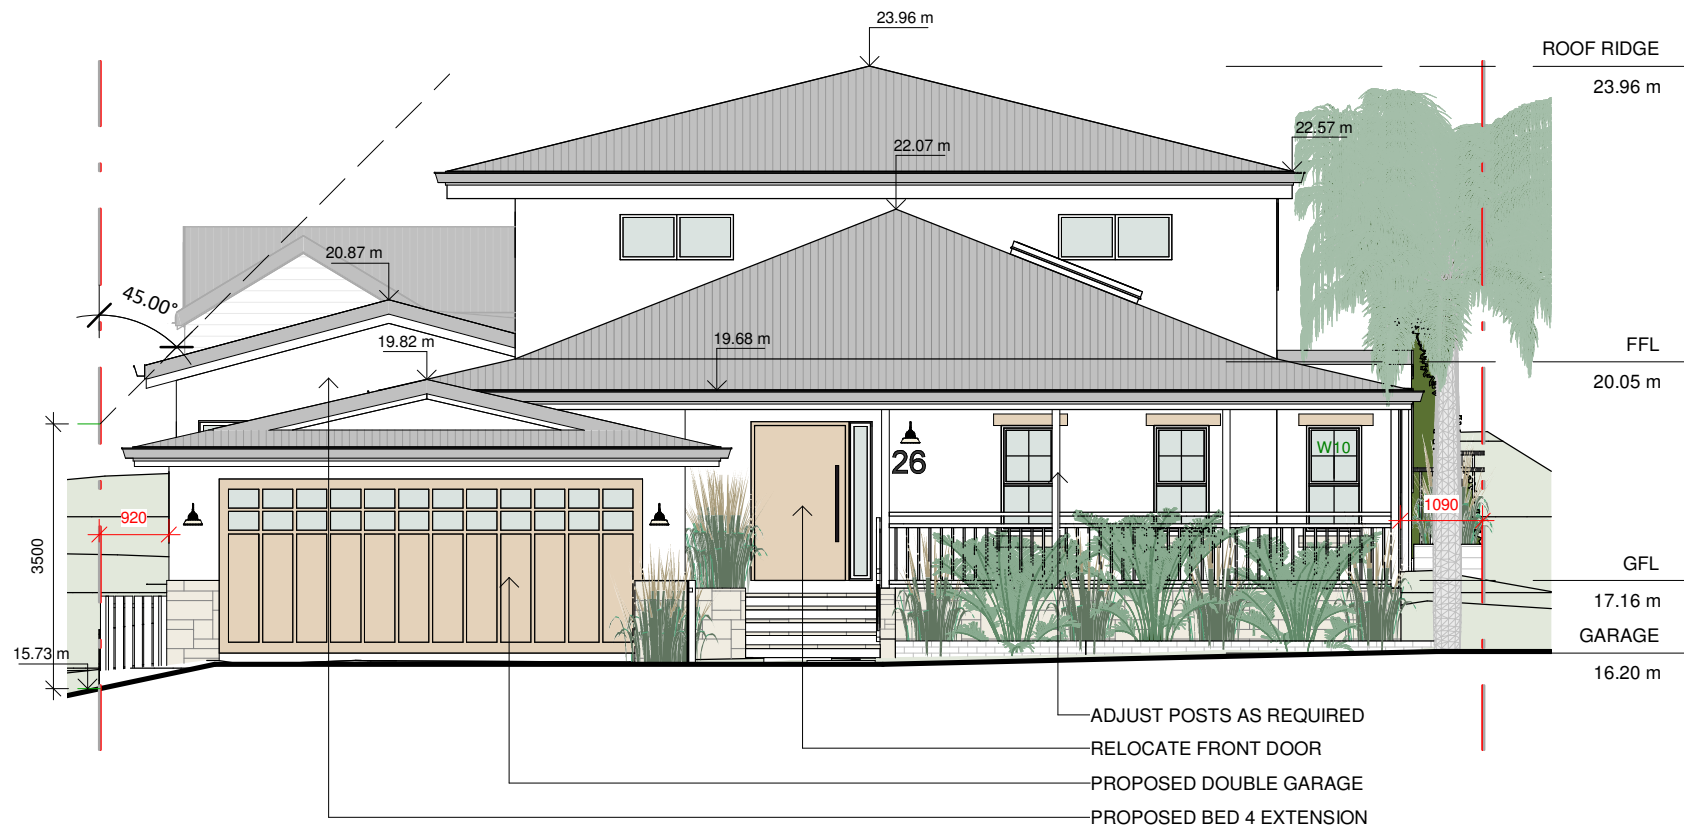 23.96 m
ROOF RIDGE
23.96 m
22.57 m
22.07 m
20.87 m
45.00°
19.82 m
19.68 m
FFL
20.05 m
26
W10
920
1090
3500
GFL
17.16 m
GARAGE
15.73 m
16.20 m
ADJUST POSTS AS REQUIRED
RELOCATE FRONT DOOR
PROPOSED DOUBLE GARAGE
PROPOSED BED 4 EXTENSION